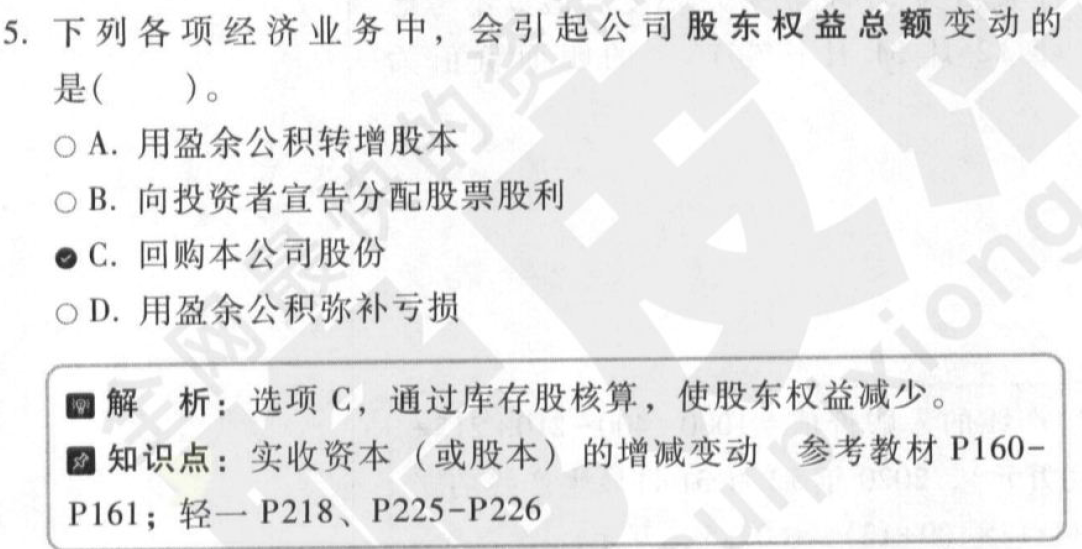 5. 下列各项经济业务中，会引起公司股东权益总额变动的
是(　　)。
A. 用盈余公积转增股本
B. 向投资者宣告分配股票股利
C. 回购本公司股份
D. 用盈余公积弥补亏损
解　析：选项 C，通过库存股核算，使股东权益减少。
知识点：实收资本（或股本）的增减变动　参考教材 P160-
P161；轻一 P218、P225-P226